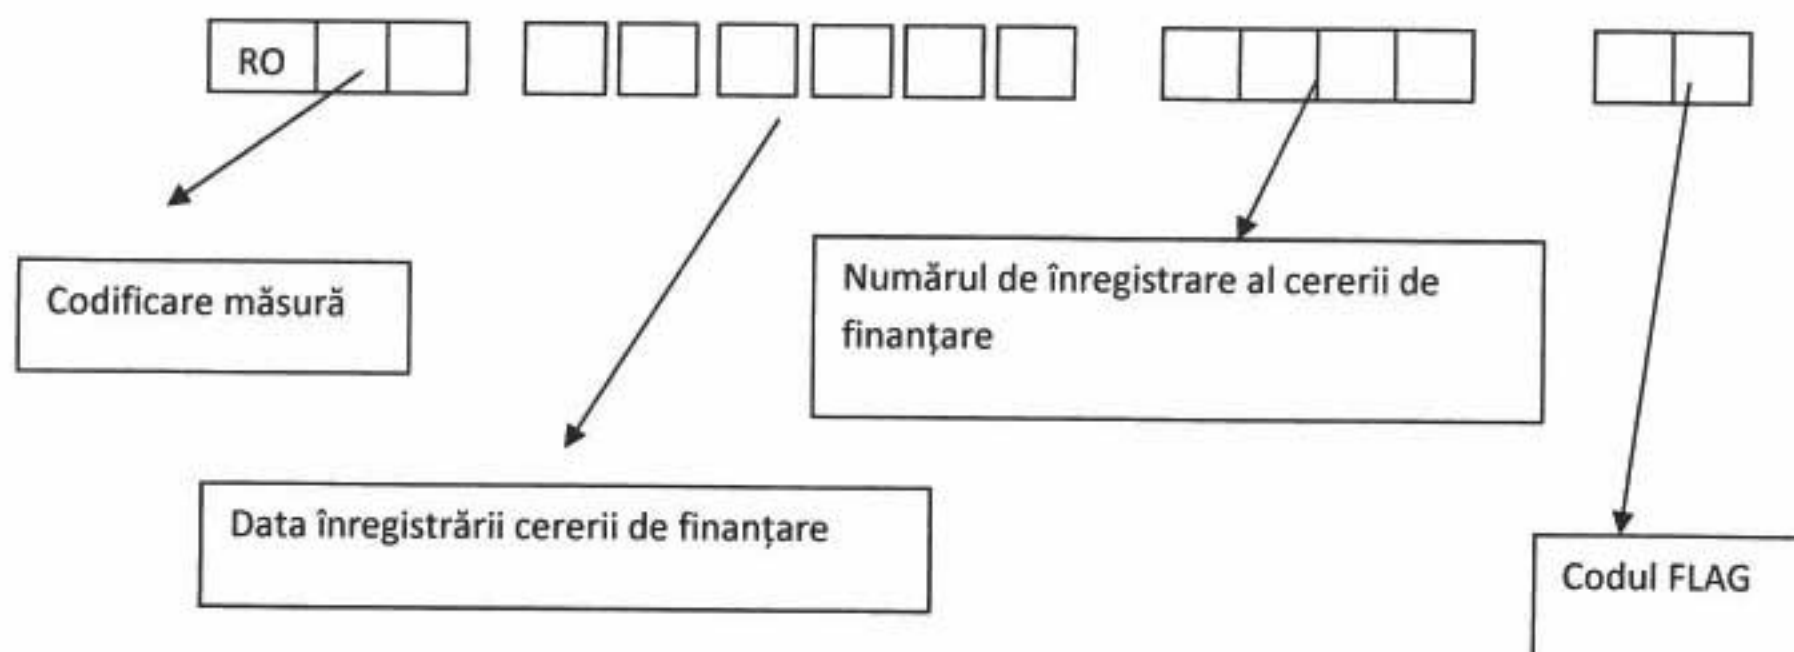 RO
Codificare măsură
Numărul de înregistrare al cererii de
finanțare
Data înregistrării cererii de finanțare
Codul FLAG